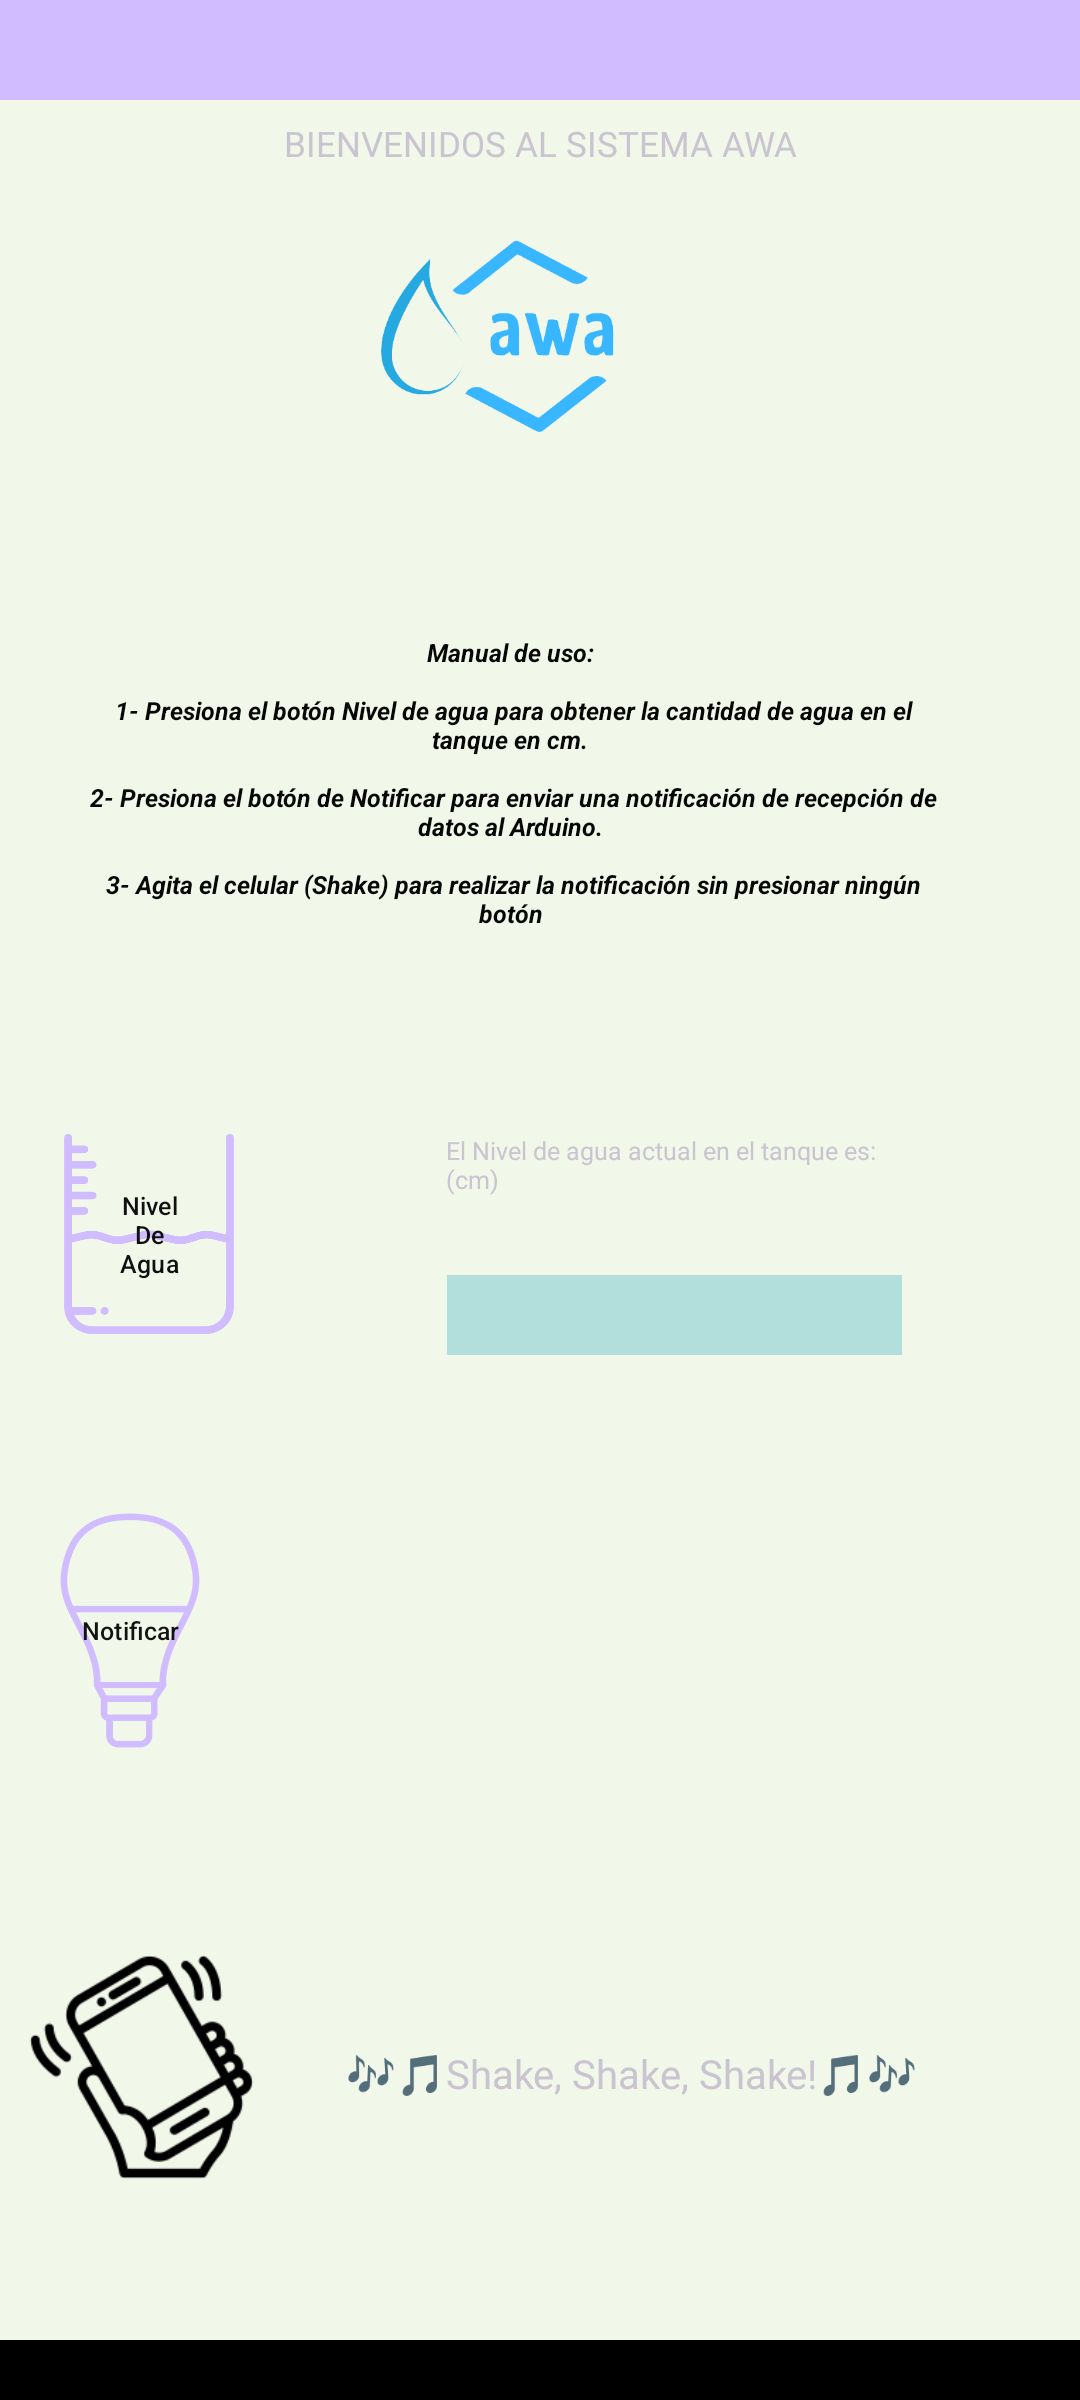 BIENVENIDOS AL SISTEMA AWA
awa
Manual de uso:
1- Presiona el botón Nivel de agua para obtener la cantidad de agua en el
tanque en cm.
2- Presiona el botón de Notificar para enviar una notificación de recepción de
datos al Arduino.
3- Agita el celular (Shake) para realizar la notificación sin presionar ningún
botón
Nivel
De
Agua
El Nivel de agua actual en el tanque es:
(cm)
Notificar
🎶🎵Shake, Shake, Shake!🎵🎶